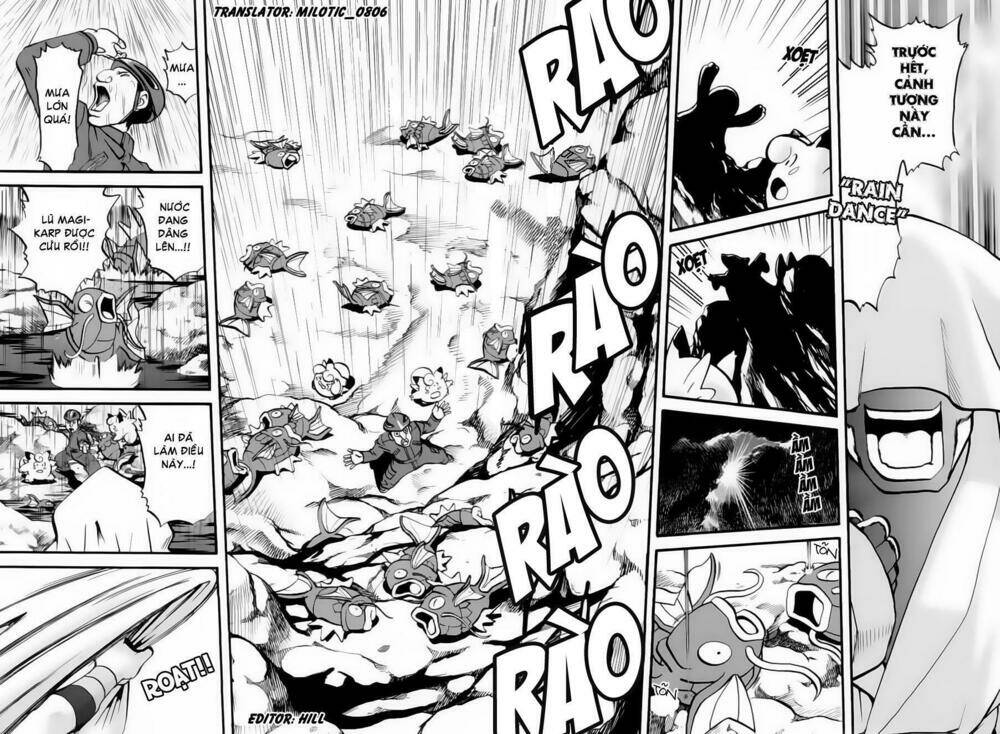 TRƯỚC
HẾT,
CẢNH
TƯỢNG
NÀY
CẦN...
"RAIN
DANCE"
XOẸT
XOẸT
ẦM
ẦM
ẦM
ẦM
TÕN
TÕN
TRANSLATOR: MILOTIC_0806
RÀO
RÀO
RÀO
RÀO
EDITOR: HILL
MƯA
...
MƯA
LỚN
QUÁ!
NƯỚC
ĐANG
DÂNG
LÊN...!!
LŨ MAGI-
KARP ĐƯỢC
CỨU RỒI!!
AI ĐÃ
LÀM ĐIỀU
NÀY...!
ROẠT!!